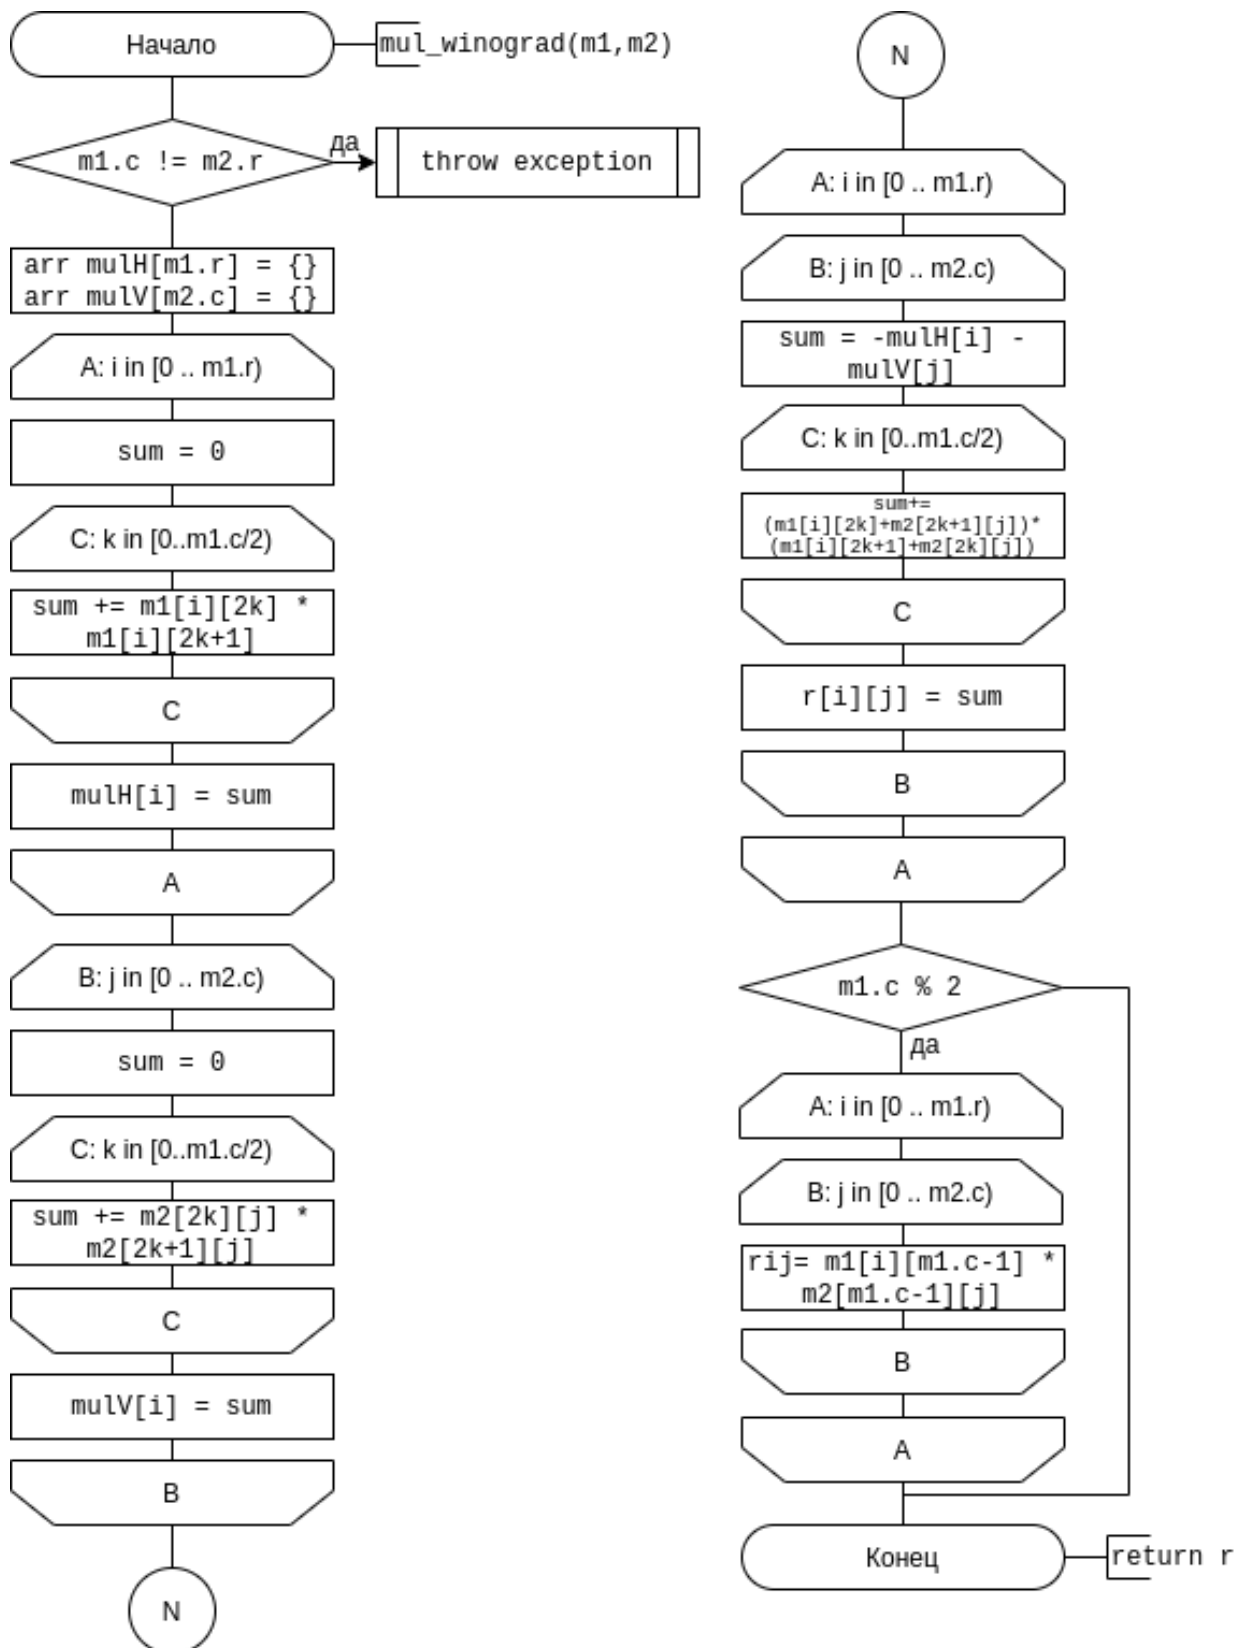 Начало
mul_winograd(m1,m2)
m1.c != m2.r
да
throw exception
arr mulH[m1.r] = {}
arr mulV[m2.c] = {}
A: i in [0 .. m1.r)
sum = 0
C: k in [0..m1.c/2)
sum += m1[i][2k] *
m1[i][2k+1]
C
mulH[i] = sum
A
B: j in [0 .. m2.c)
sum = 0
C: k in [0..m1.c/2)
sum += m2[2k][j] *
m2[2k+1][j]
C
mulV[i] = sum
B
N
N
A: i in [0 .. m1.r)
B: j in [0 .. m2.c)
sum = -mulH[i] -
mulV[j]
C: k in [0..m1.c/2)
sum+=
(m1[i][2k]+m2[2k+1][j])*
(m1[i][2k+1]+m2[2k][j])
C
r[i][j] = sum
B
A
m1.c % 2
да
A: i in [0 .. m1.r)
B: j in [0 .. m2.c)
rij= m1[i][m1.c-1] *
m2[m1.c-1][j]
B
A
Конец
return r